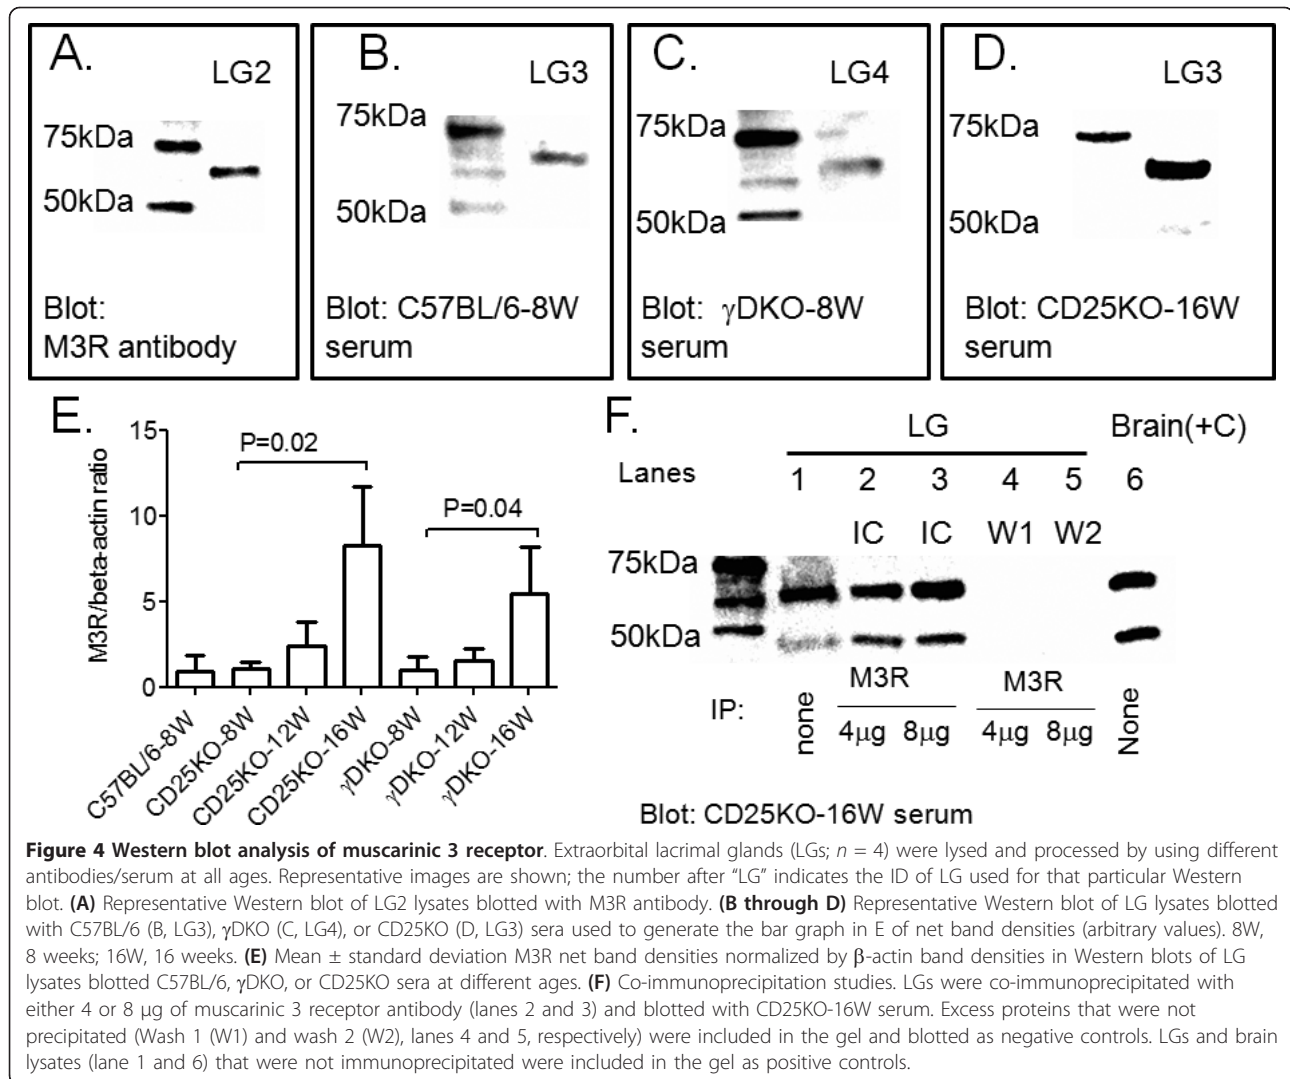 A.
LG2
75kDa
50kDa
Blot:
M3R antibody
B.
LG3
75kDa
50kDa
Blot: C57BL/6-8W
serum
C.
LG4
75kDa
50kDa
Blot: γDKO-8W
serum
D.
LG3
75kDa
50kDa
Blot: CD25KO-16W
serum
E.
M3R/beta-actin ratio
15
10
5
0
P=0.02
P=0.04
C57BL/6-8W
CD25KO-8W
CD25KO-12W
CD25KO-16W
γDKO-8W
γDKO-12W
γDKO-16W
F.
LG Brain(+C)
Lanes 1 2 3 4 5 6
IC IC W1 W2
75kDa
50kDa
IP: none M3R M3R None
4μg 8μg 4μg 8μg
Blot: CD25KO-16W serum
Figure 4 Western blot analysis of muscarinic 3 receptor. Extraorbital lacrimal glands (LGs; n = 4) were lysed and processed by using different
antibodies/serum at all ages. Representative images are shown; the number after "LG" indicates the ID of LG used for that particular Western
blot. (A) Representative Western blot of LG2 lysates blotted with M3R antibody. (B through D) Representative Western blot of LG lysates blotted
with C57BL/6 (B, LG3), γDKO (C, LG4), or CD25KO (D, LG3) sera used to generate the bar graph in E of net band densities (arbitrary values). 8W,
8 weeks; 16W, 16 weeks. (E) Mean ± standard deviation M3R net band densities normalized by β-actin band densities in Western blots of LG
lysates blotted C57BL/6, γDKO, or CD25KO sera at different ages. (F) Co-immunoprecipitation studies. LGs were co-immunoprecipitated with
either 4 or 8 μg of muscarinic 3 receptor antibody (lanes 2 and 3) and blotted with CD25KO-16W serum. Excess proteins that were not
precipitated (Wash 1 (W1) and wash 2 (W2), lanes 4 and 5, respectively) were included in the gel and blotted as negative controls. LGs and brain
lysates (lane 1 and 6) that were not immunoprecipitated were included in the gel as positive controls.